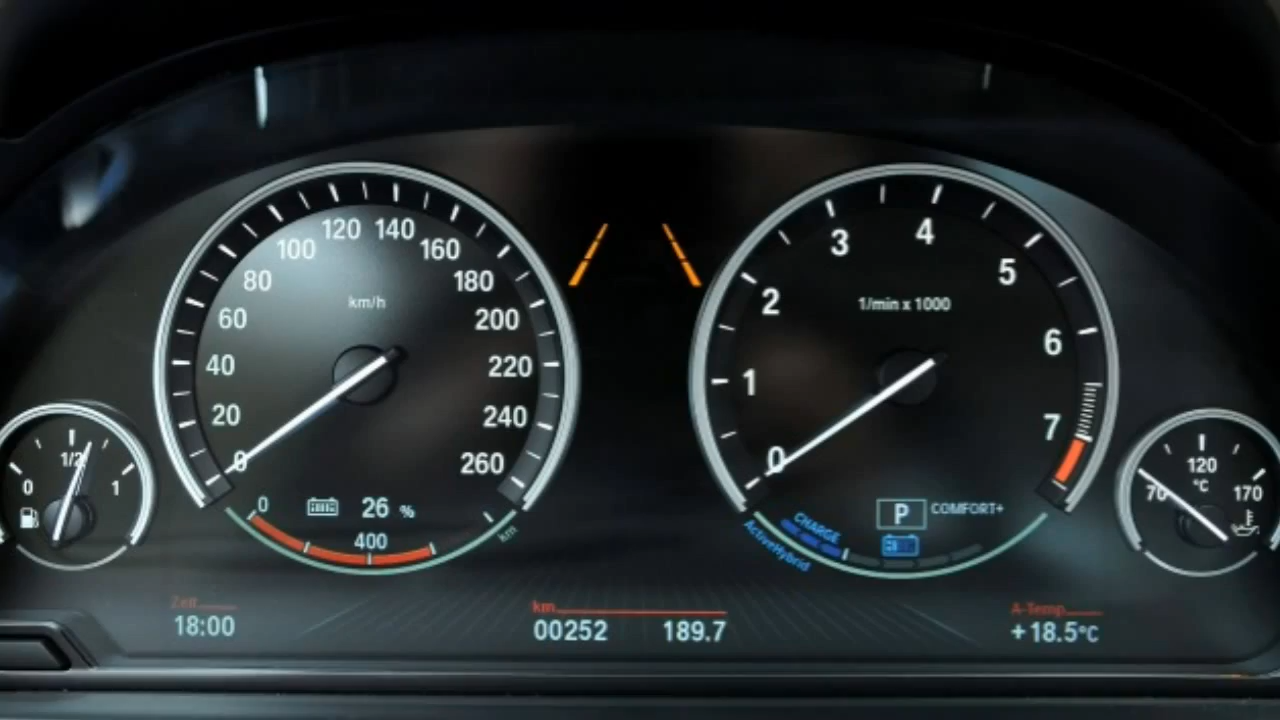 0 1/2 1
0 20 40 60 80 100 120 140 160 180 200 220 240 260
km/h
0 26 %
400
km
0 1 2 3 4 5 6 7
1/min x 1000
P COMFORT+
CHARGE
ActiveHybrid
70 120 170
°C
Zeit
18:00
km
00252 189.7
A-Temp.
+18.5°C